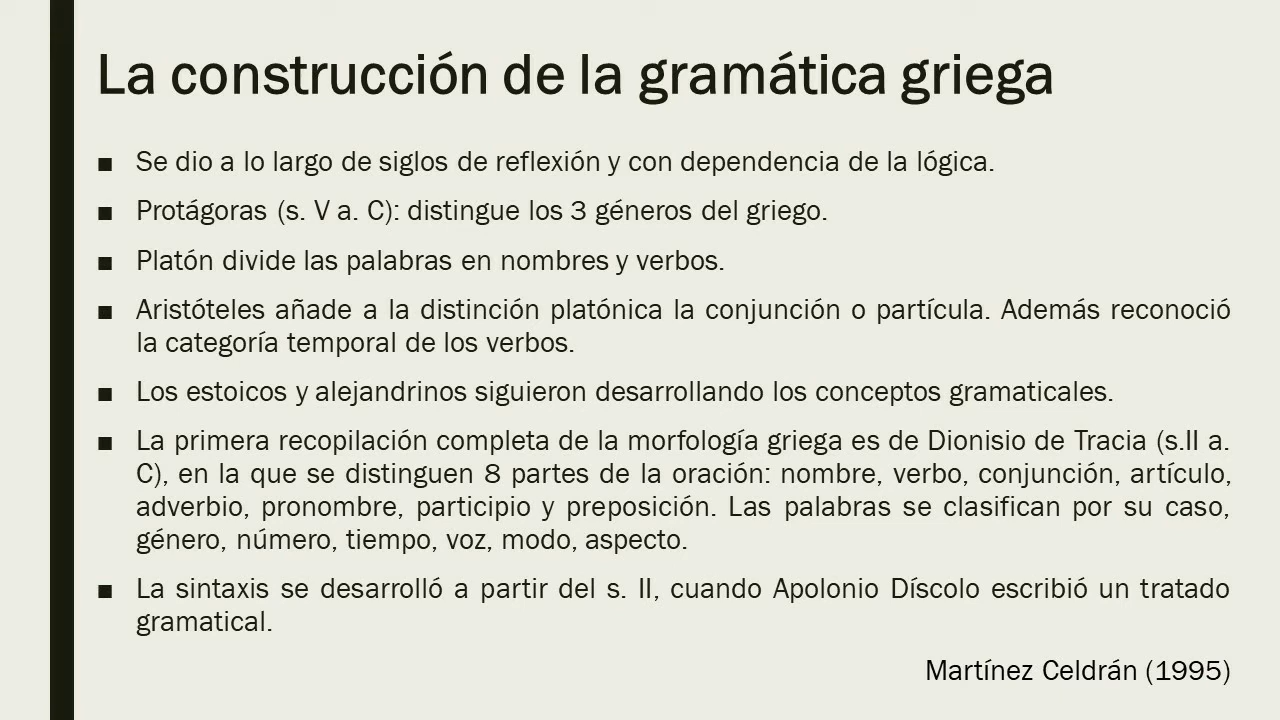 La construcción de la gramática griega
■ Se dio a lo largo de siglos de reflexión y con dependencia de la lógica.
■ Protágoras (s. V a. C): distingue los 3 géneros del griego.
■ Platón divide las palabras en nombres y verbos.
■ Aristóteles añade a la distinción platónica la conjunción o partícula. Además reconoció
la categoría temporal de los verbos.
■ Los estoicos y alejandrinos siguieron desarrollando los conceptos gramaticales.
■ La primera recopilación completa de la morfología griega es de Dionisio de Tracia (s.II a.
C), en la que se distinguen 8 partes de la oración: nombre, verbo, conjunción, artículo,
adverbio, pronombre, participio y preposición. Las palabras se clasifican por su caso,
género, número, tiempo, voz, modo, aspecto.
■ La sintaxis se desarrolló a partir del s. II, cuando Apolonio Díscolo escribió un tratado
gramatical.
Martínez Celdrán (1995)